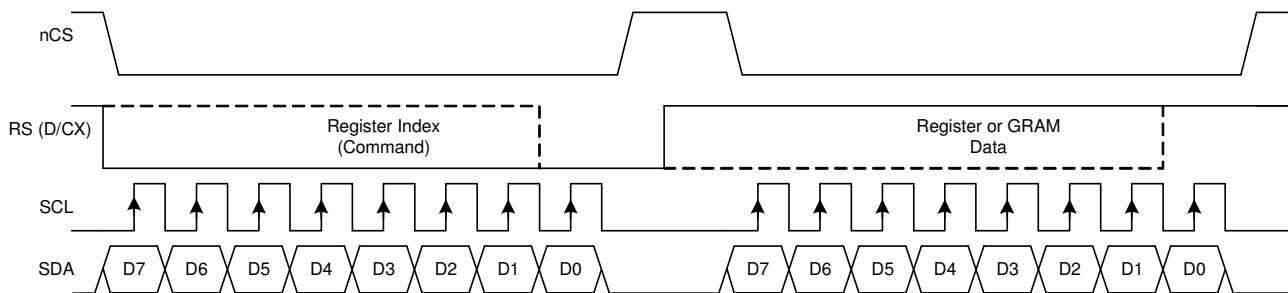 nCS
RS (D/CX)
Register Index
(Command)
Register or GRAM
Data
SCL
SDA
D7 D6 D5 D4 D3 D2 D1 D0
D7 D6 D5 D4 D3 D2 D1 D0